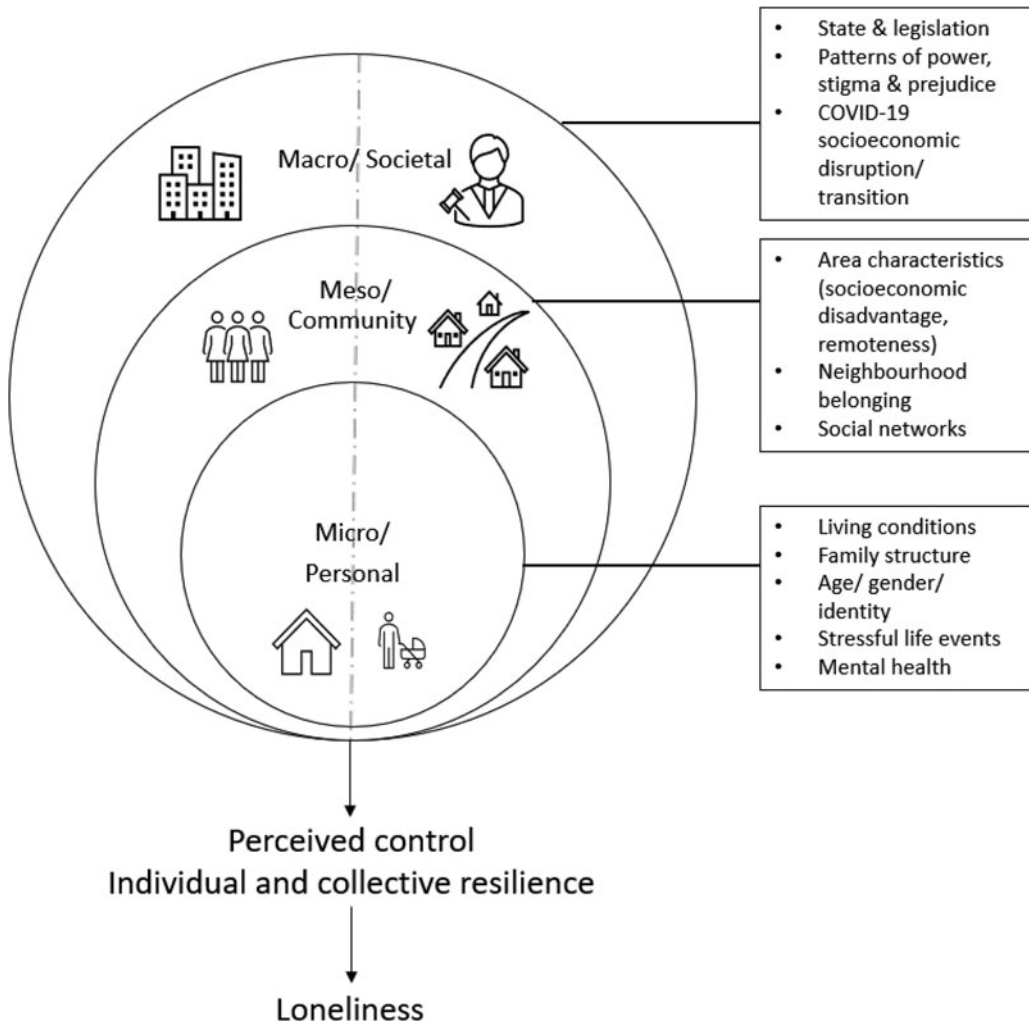 Macro/ Societal
Meso/
Community
Micro/
Personal
• State & legislation
• Patterns of power,
stigma & prejudice
• COVID-19
socioeconomic
disruption/
transition
• Area characteristics
(socioeconomic
disadvantage,
remoteness)
• Neighbourhood
belonging
• Social networks
• Living conditions
• Family structure
• Age/ gender/
identity
• Stressful life events
• Mental health
Perceived control
Individual and collective resilience
Loneliness